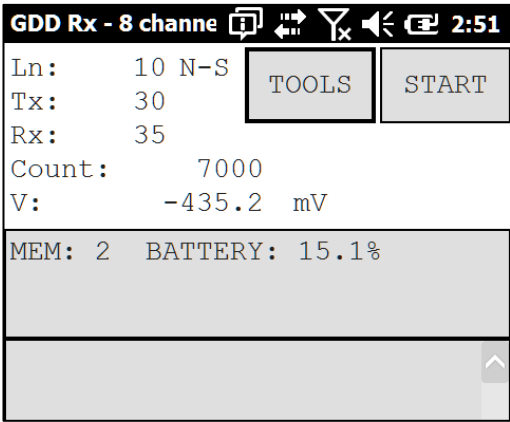 GDD Rx - 8 channe 2:51
Ln: 10 N-S
TOOLS START
Tx: 30
Rx: 35
Count: 7000
V: -435.2 mV
MEM: 2 BATTERY: 15.1%